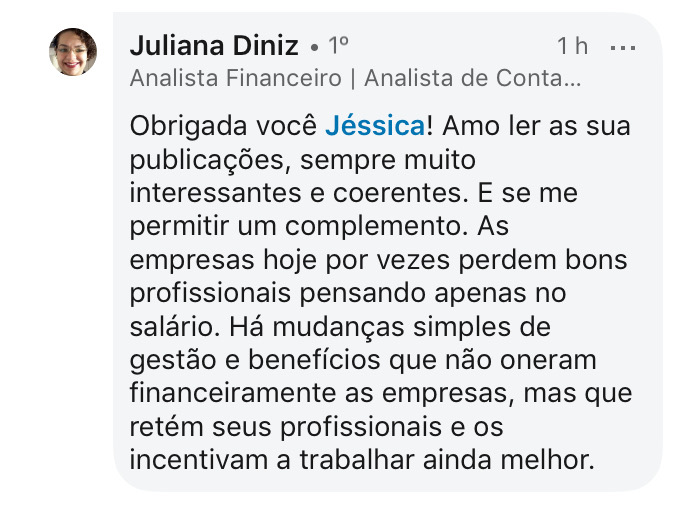 Juliana Diniz • 1º 1 h ...
Analista Financeiro | Analista de Conta...
Obrigada você Jéssica! Amo ler as sua
publicações, sempre muito
interessantes e coerentes. E se me
permitir um complemento. As
empresas hoje por vezes perdem bons
profissionais pensando apenas no
salário. Há mudanças simples de
gestão e benefícios que não oneram
financeiramente as empresas, mas que
retém seus profissionais e os
incentivam a trabalhar ainda melhor.